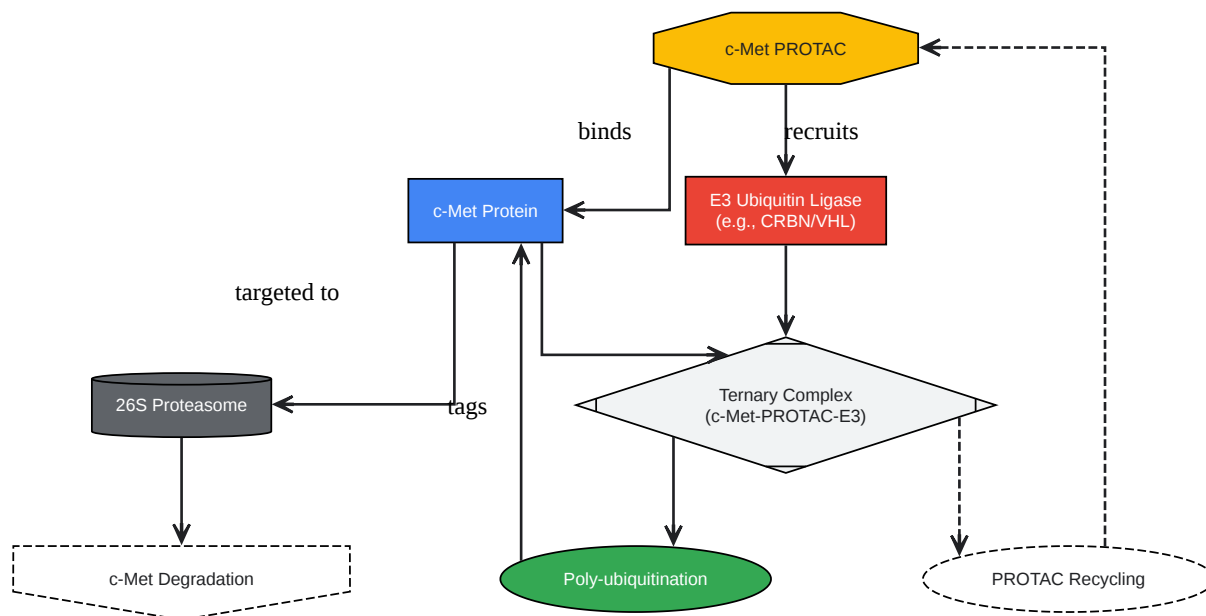 c-Met PROTAC
binds
recruits
c-Met Protein
E3 Ubiquitin Ligase
(e.g., CRBN/VHL)
targeted to
26S Proteasome
tags
Ternary Complex
(c-Met-PROTAC-E3)
c-Met Degradation
Poly-ubiquitination
PROTAC Recycling